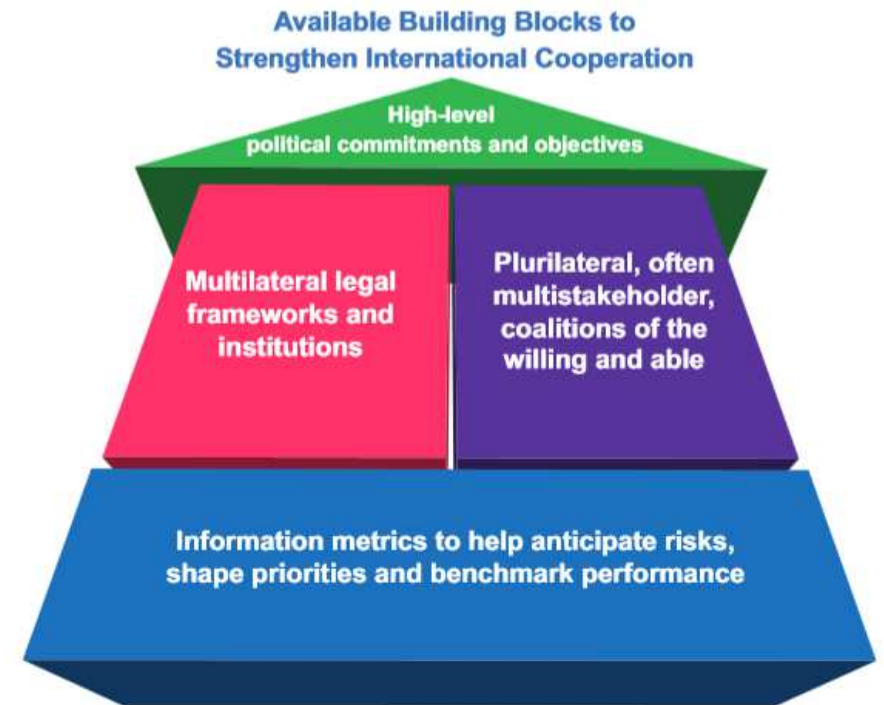 Available Building Blocks to
Strengthen International Cooperation
High-level
political commitments and objectives
Multilateral legal
frameworks and
institutions
Plurilateral, often
multistakeholder,
coalitions of the
willing and able
Information metrics to help anticipate risks,
shape priorities and benchmark performance